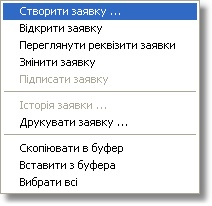 Створити заявку ...
Відкрити заявку
Переглянути реквізити заявки
Змінити заявку
Підписати заявку
Історія заявки ...
Друкувати заявку ...
Скопіювати в буфер
Вставити з буфера
Вибрати всі